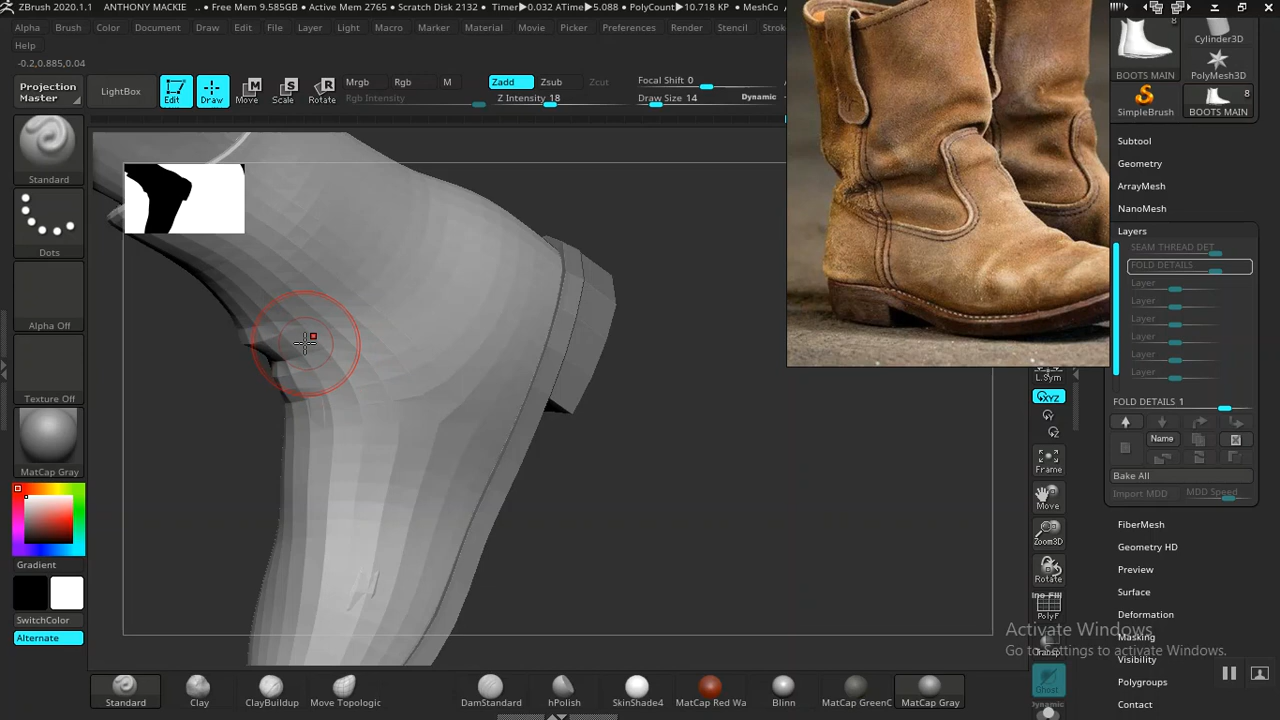 ZBrush 2020.1.1 ANTHONY MACKIE .. • Free Mem 9.585GB • Active Mem 2765 • Scratch Disk 2132 • Timer▶0.032 ATime▶5.088 • PolyCount▶10.718 KP • MeshCo
Alpha Brush Color Document Draw Edit File Layer Light Macro Marker Material Movie Picker Preferences Render Stencil Strok
Help
-0.2,0.885,0.04
Projection Master
LightBox
Edit Draw Move Scale Rotate
Mrgb Rgb M
Rgb Intensity
Zadd Zsub Zcut
Z Intensity 18
Focal Shift 0
Draw Size 14 Dynamic
8
Cylinder3D
BOOTS MAIN PolyMesh3D
8
SimpleBrush BOOTS MAIN
Standard
Dots
Alpha Off
Texture Off
MatCap Gray
Gradient
SwitchColor
Alternate
Subtool
Geometry
ArrayMesh
NanoMesh
Layers
SEAM THREAD DET
FOLD DETAILS
Layer
Layer
Layer
Layer
Layer
Layer
FOLD DETAILS 1
Name
Bake All
Import MDD MDD Speed
FiberMesh
Geometry HD
Preview
Surface
Deformation
Masking
Visibility
Polygroups
Contact
L.Sym
XYZ
Y
Z
Frame
Move
Zoom3D
Rotate
PolyF
Transp
Ghost
Dynamic
Activate Windows
Go to Settings to activate Windows.
Standard Clay ClayBuildup Move Topologic DamStandard hPolish SkinShade4 MatCap Red Wa Blinn MatCap GreenC MatCap Gray